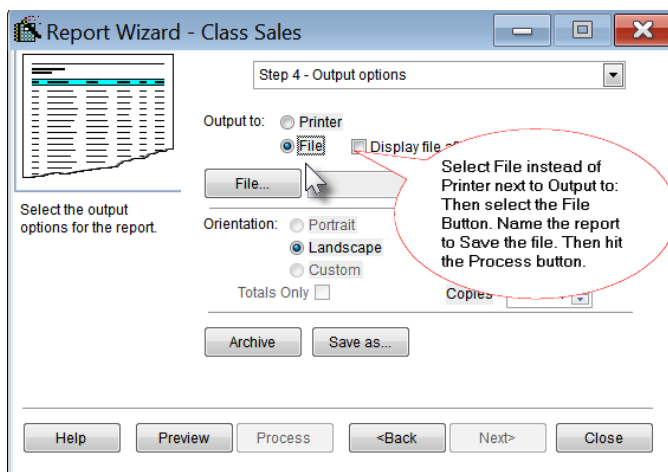 Report Wizard - Class Sales
Step 4 - Output options
Output to:
Printer
File
Display file
File...
Select the output
options for the report.
Orientation:
Portrait
Landscape
Custom
Totals Only
Copies
Select File instead of
Printer next to Output to:
Then select the File
Button. Name the report
to Save the file. Then hit
the Process button.
Archive
Save as...
Help
Preview
Process
<Back
Next>
Close